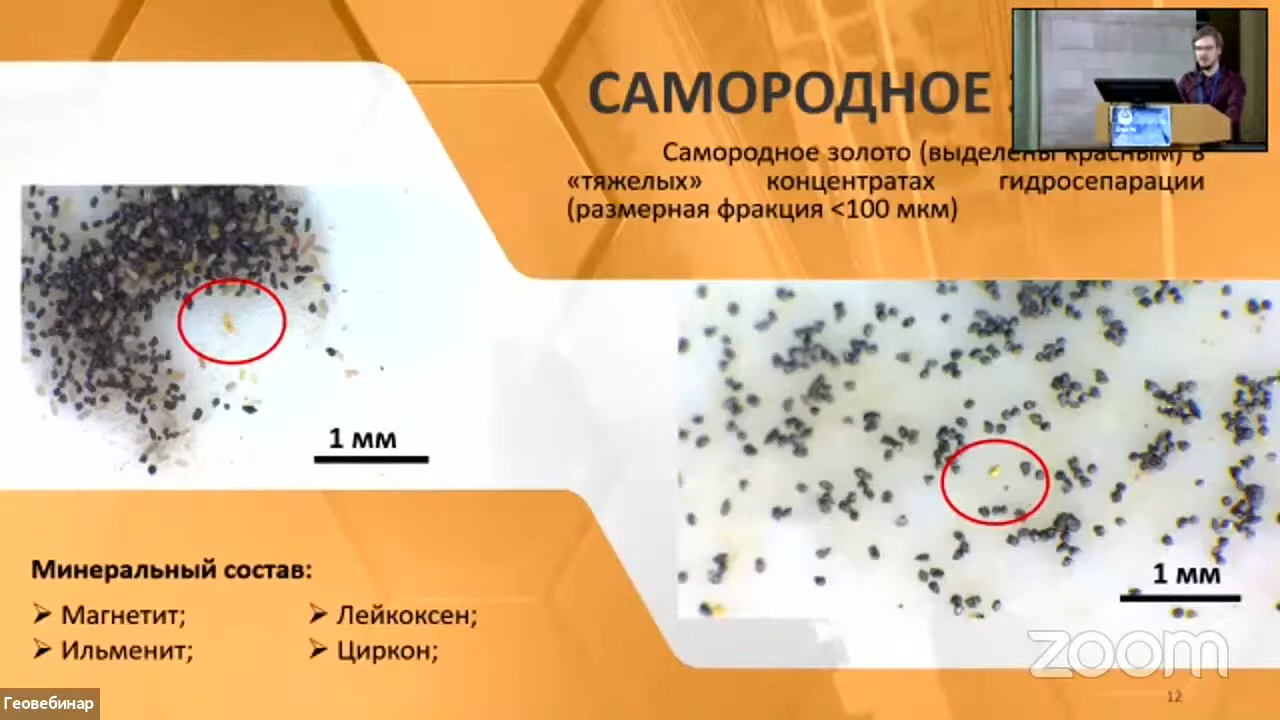 САМОРОДНОЕ
Самородное золото (выделены красным) в
«тяжелых» концентратах гидросепарации
(размерная фракция <100 мкм)
1 мм
1 мм
Минеральный состав:
Магнетит;
Ильменит;
Лейкоксен;
Циркон;
zoom
12
Геовебинар